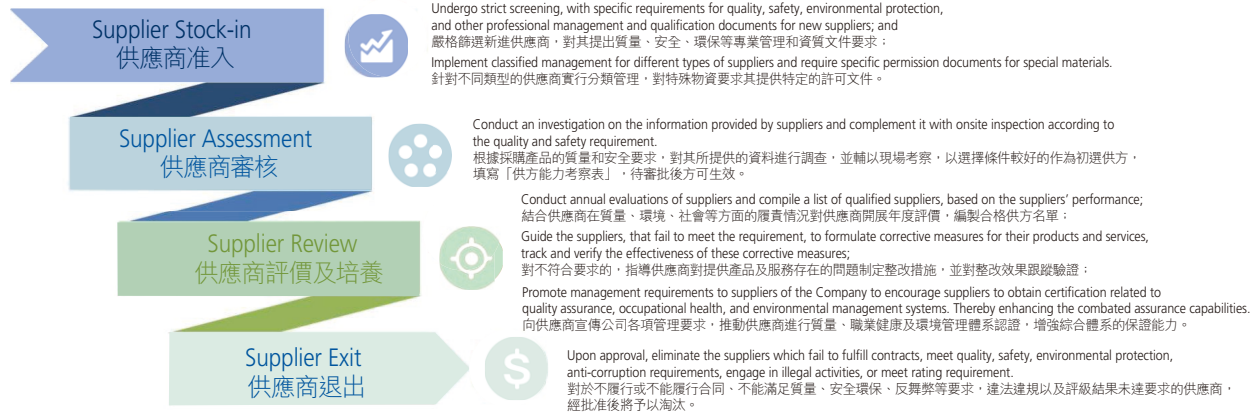 Supplier Stock-in
供應商准入
Undergo strict screening, with specific requirements for quality, safety, environmental protection,
and other professional management and qualification documents for new suppliers; and
嚴格篩選新進供應商，對其提出質量、安全、環保等專業管理和資質文件要求；
Implement classified management for different types of suppliers and require specific permission documents for special materials.
針對不同類型的供應商實行分類管理，對特殊物資要求其提供特定的許可文件。
Supplier Assessment
供應商審核
Conduct an investigation on the information provided by suppliers and complement it with onsite inspection according to
the quality and safety requirement.
根據採購產品的質量和安全要求，對其所提供的資料進行調查，並輔以現場考察，以選擇條件較好的作為初選供方，
填寫「供方能力考察表」，待審批後方可生效。
Supplier Review
供應商評價及培養
Conduct annual evaluations of suppliers and compile a list of qualified suppliers, based on the suppliers' performance;
結合供應商在質量、環境、社會等方面的履責情況對供應商開展年度評價，編製合格供方名單；
Guide the suppliers, that fail to meet the requirement, to formulate corrective measures for their products and services,
track and verify the effectiveness of these corrective measures;
對不符合要求的，指導供應商對提供產品及服務存在的問題制定整改措施，並對整改效果跟蹤驗證；
Promote management requirements to suppliers of the Company to encourage suppliers to obtain certification related to
quality assurance, occupational health, and environmental management systems. Thereby enhancing the combated assurance capabilities.
向供應商宣傳公司各項管理要求，推動供應商進行質量、職業健康及環境管理體系認證，增強綜合體系的保證能力。
Supplier Exit
供應商退出
$
Upon approval, eliminate the suppliers which fail to fulfill contracts, meet quality, safety, environmental protection,
anti-corruption requirements, engage in illegal activities, or meet rating requirement.
對於不履行或不能履行合同、不能滿足質量、安全環保、反舞弊等要求，違法違規以及評級結果未達要求的供應商，
經批准後將予以淘汰。